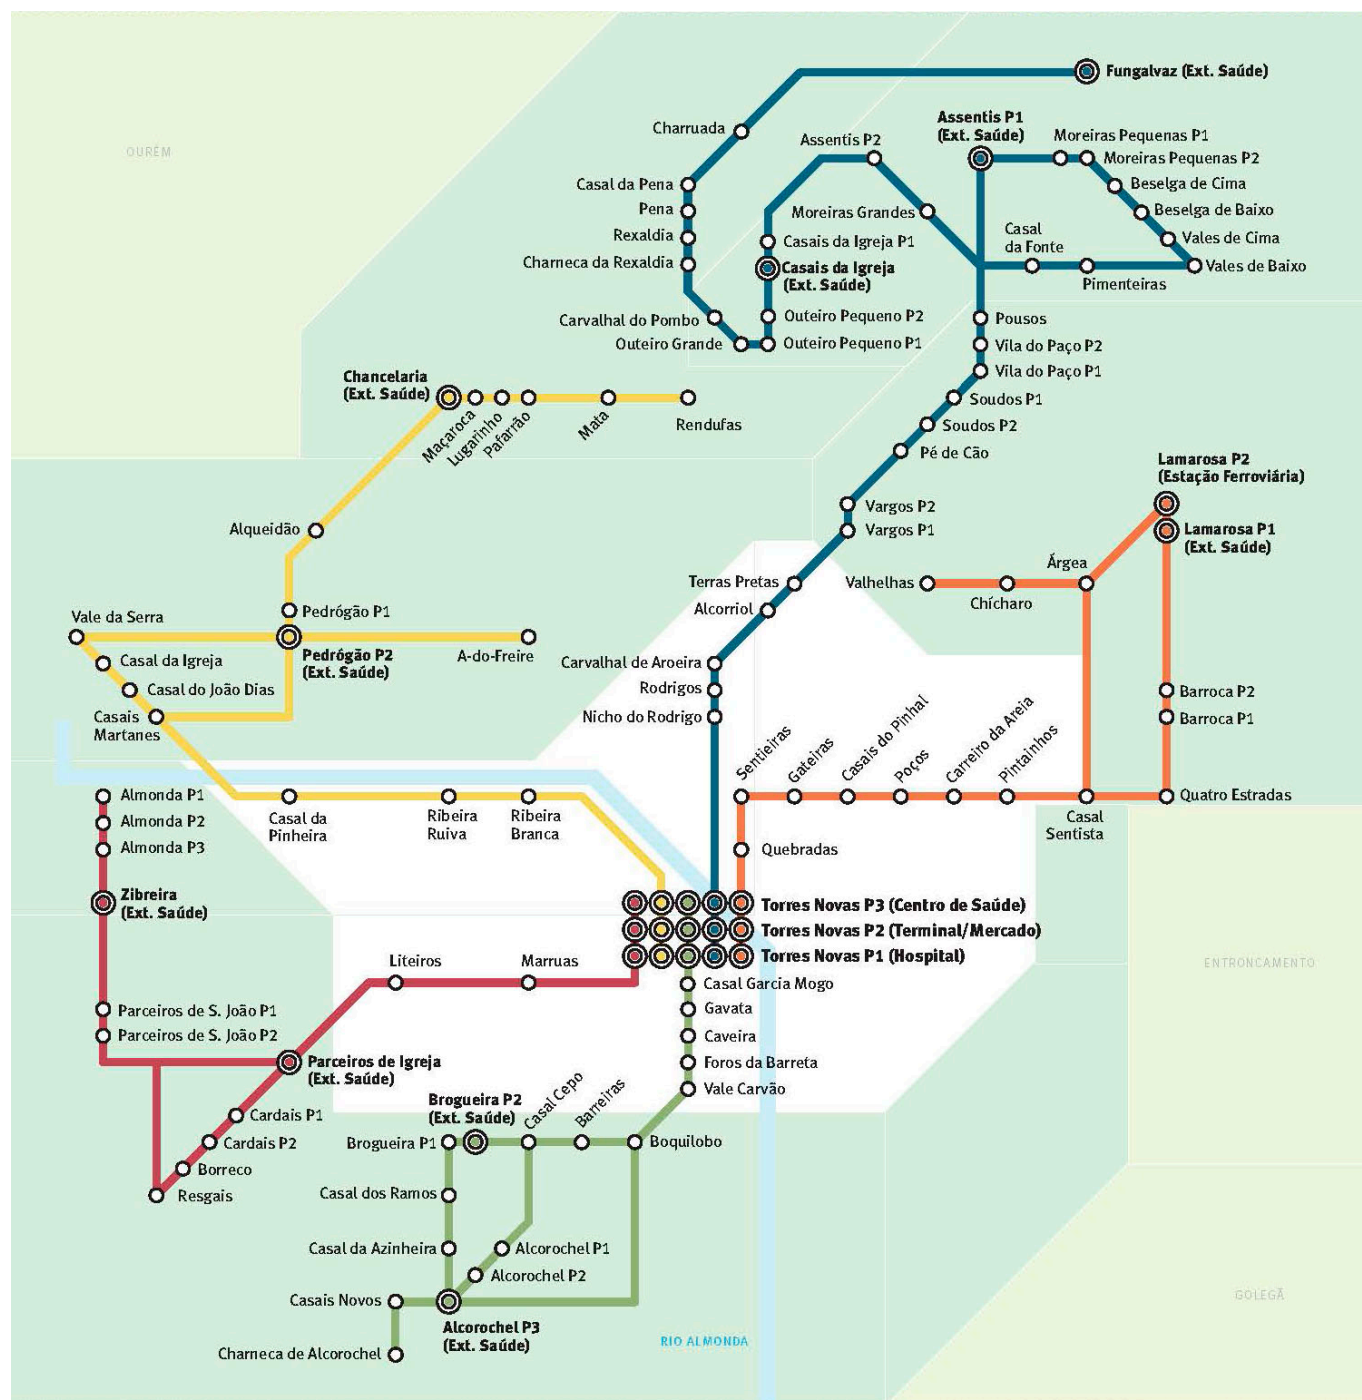 Fungalvaz (Ext. Saúde)
Assentis P1
(Ext. Saúde)
Charruada
Assentis P2
Moreiras Pequenas P1
OURÉM
Moreiras Pequenas P2
Casal da Pena
Beselga de Cima
Pena
Moreiras Grandes
Beselga de Baixo
Rexaldia
Casais da Igreja P1
Casal
da Fonte
Vales de Cima
Charneca da Rexaldia
Casais da Igreja
(Ext. Saúde)
Vales de Baixo
Pimenteiras
Carvalhal do Pombo
Outeiro Pequeno P2
Pousos
Outeiro Grande
Outeiro Pequeno P1
Vila do Paço P2
Vila do Paço P1
Chancelaria
(Ext. Saúde)
Maçaroca
Lugarinho
Pafarrão
Mata
Rendufas
Soudos P1
Soudos P2
Pé de Cão
Lamarosa P2
(Estação Ferroviária)
Vargos P2
Alqueidão
Vargos P1
Lamarosa P1
(Ext. Saúde)
Árgea
Terras Pretas
Valhelhas
Chícharo
Alcorriol
Pedrógão P1
Vale da Serra
Pedrógão P2
(Ext. Saúde)
A-do-Freire
Casal da Igreja
Carvalhal de Aroeira
Casal do João Dias
Rodrigos
Barroca P2
Casais
Martanes
Nicho do Rodrigo
Barroca P1
Sentieiras
Gateiras
Casais do Pinhal
Poços
Carreiro da Areia
Pintainhos
Almonda P1
Quatro Estradas
Almonda P2
Casal da
Pinheira
Ribeira
Ruiva
Ribeira
Branca
Casal
Sentista
Almonda P3
Quebradas
Zibreira
(Ext. Saúde)
Torres Novas P3 (Centro de Saúde)
Torres Novas P2 (Terminal/Mercado)
Torres Novas P1 (Hospital)
Liteiros
Marruas
ENTRONCAMENTO
Casal Garcia Mogo
Parceiros de S. João P1
Gavata
Parceiros de S. João P2
Caveira
Parceiros de Igreja
(Ext. Saúde)
Foros da Barreta
Vale Carvão
Brogueira P2
(Ext. Saúde)
Casal Cepo
Barreiras
Cardais P1
Cardais P2
Brogueira P1
Boquilobo
Borreco
Resgais
Casal dos Ramos
Casal da Azinheira
Alcorochel P1
Alcorochel P2
Casais Novos
GOLEGÃ
Alcorochel P3
(Ext. Saúde)
RIO ALMONDA
Charneca de Alcorochel